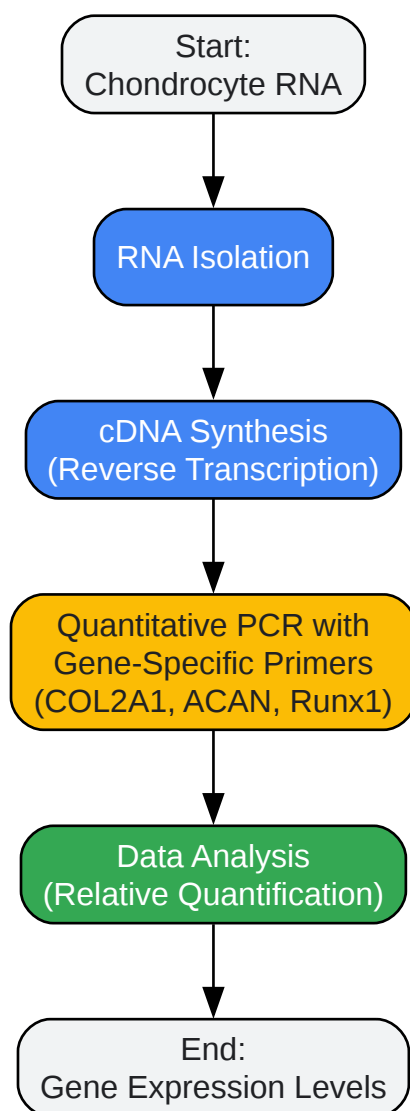 Start:
Chondrocyte RNA
RNA Isolation
cDNA Synthesis
(Reverse Transcription)
Quantitative PCR with
Gene-Specific Primers
(COL2A1, ACAN, Runx1)
Data Analysis
(Relative Quantification)
End:
Gene Expression Levels